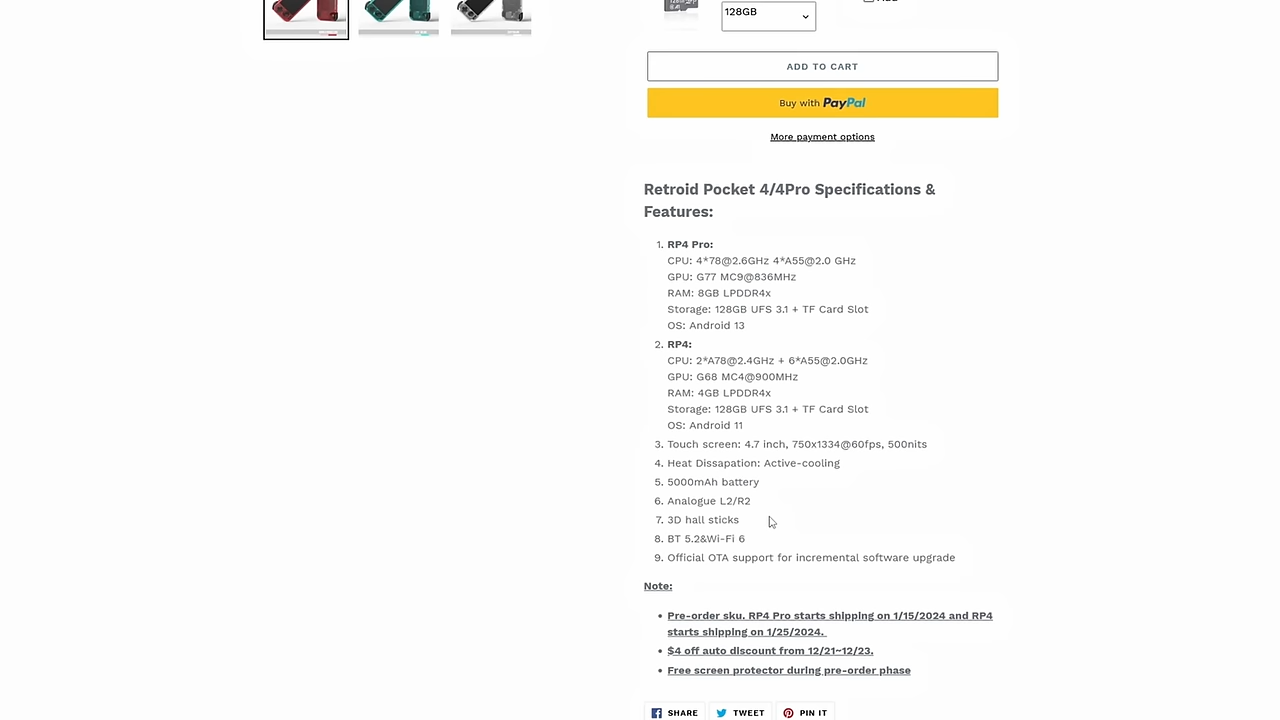 128GB
ADD TO CART
Buy with PayPal
More payment options
Retroid Pocket 4/4Pro Specifications &
Features:
1. RP4 Pro:
CPU: 4*78@2.6GHz 4*A55@2.0 GHz
GPU: G77 MC9@836MHz
RAM: 8GB LPDDR4x
Storage: 128GB UFS 3.1 + TF Card Slot
OS: Android 13
2. RP4:
CPU: 2*A78@2.4GHz + 6*A55@2.0GHz
GPU: G68 MC4@900MHz
RAM: 4GB LPDDR4x
Storage: 128GB UFS 3.1 + TF Card Slot
OS: Android 11
3. Touch screen: 4.7 inch, 750x1334@60fps, 500nits
4. Heat Dissapation: Active-cooling
5. 5000mAh battery
6. Analogue L2/R2
7. 3D hall sticks
8. BT 5.2&Wi-Fi 6
9. Official OTA support for incremental software upgrade
Note:
• Pre-order sku. RP4 Pro starts shipping on 1/15/2024 and RP4
starts shipping on 1/25/2024.
• $4 off auto discount from 12/21~12/23.
• Free screen protector during pre-order phase
SHARE TWEET PIN IT